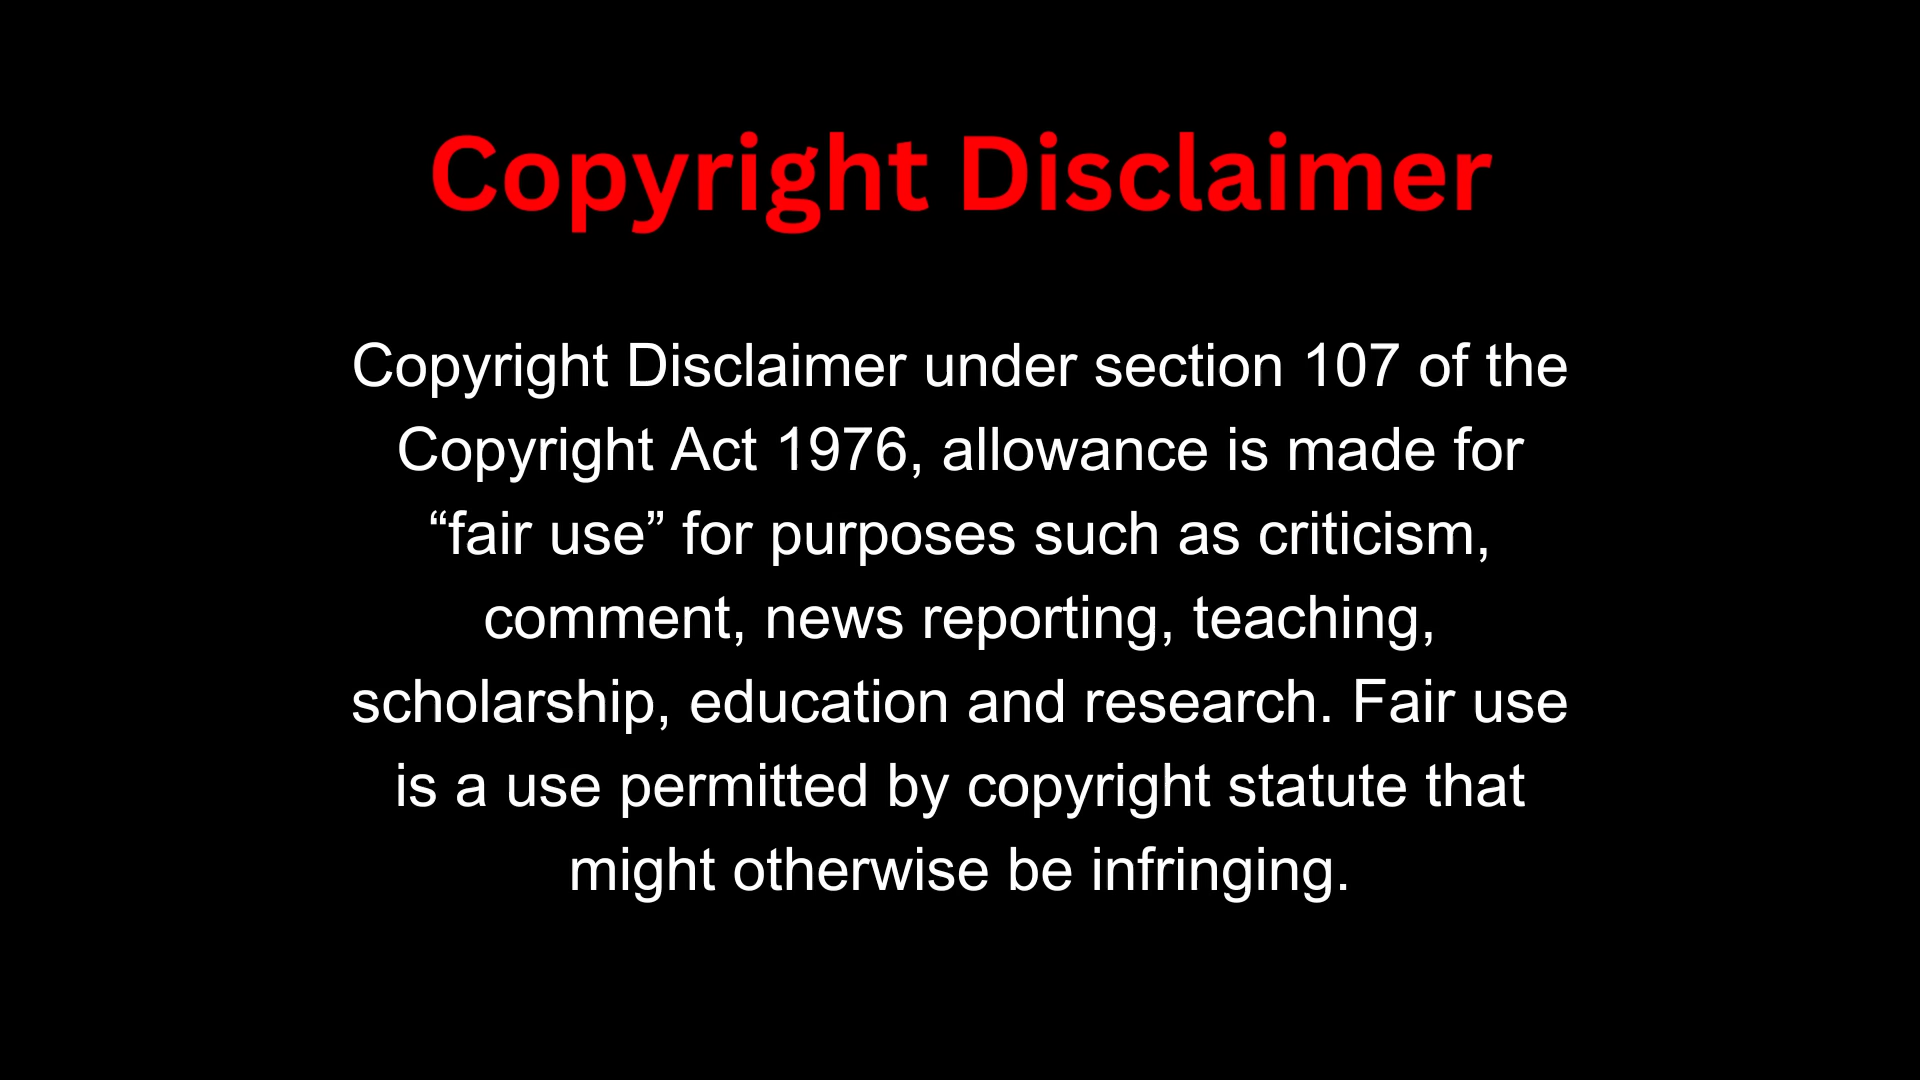 Copyright Disclaimer
Copyright Disclaimer under section 107 of the
Copyright Act 1976, allowance is made for
“fair use” for purposes such as criticism,
comment, news reporting, teaching,
scholarship, education and research. Fair use
is a use permitted by copyright statute that
might otherwise be infringing.